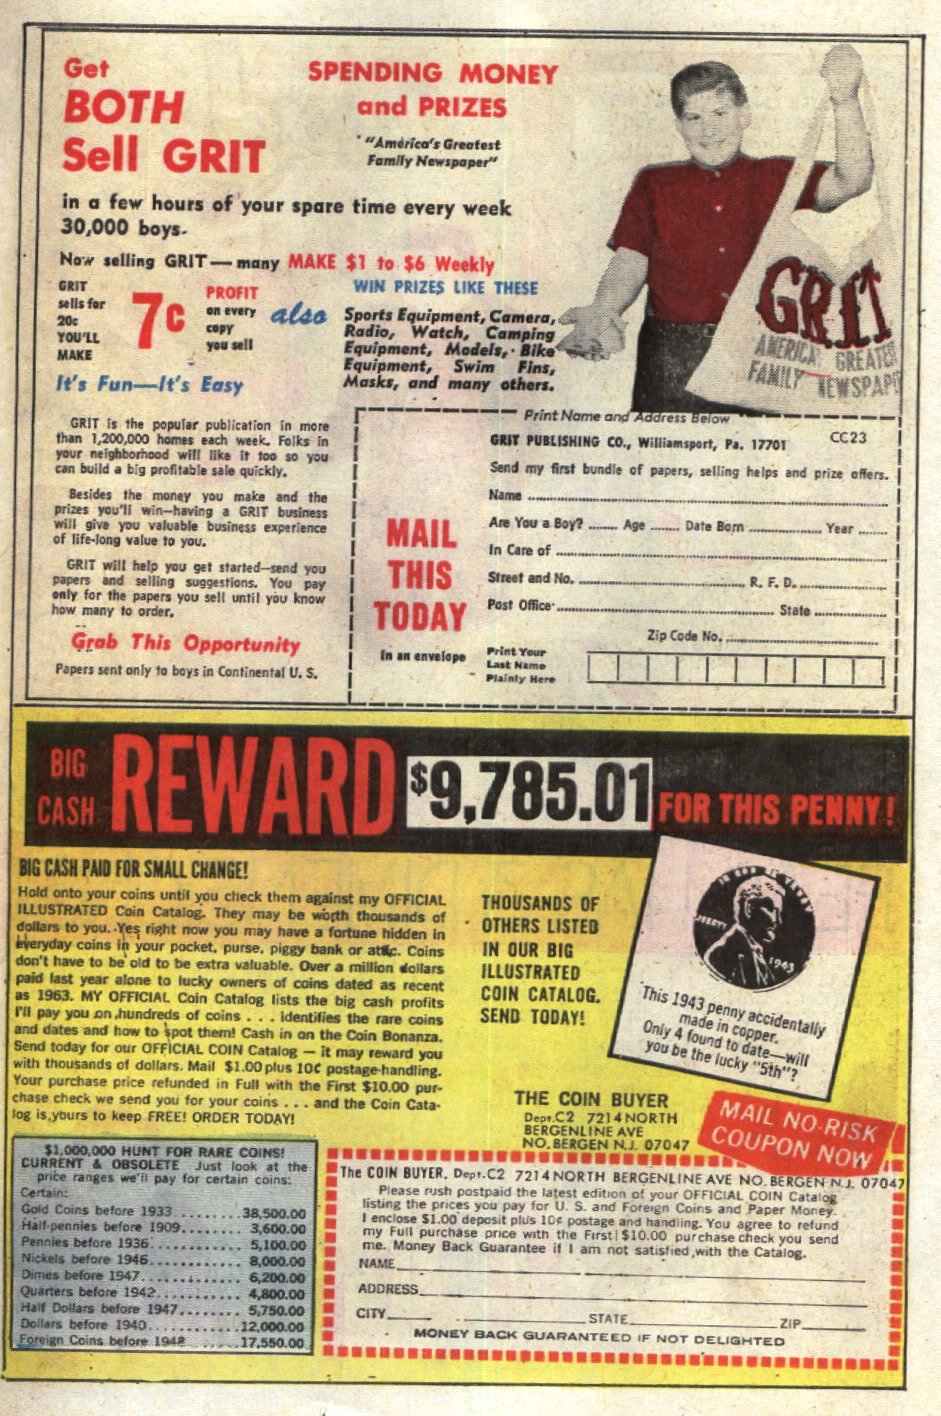 Get
BOTH
Sell GRIT
SPENDING MONEY
and PRIZES
"America's Greatest
Family Newspaper"
in a few hours of your spare time every week
30,000 boys-
Now selling GRIT—many MAKE $1 to $6 Weekly
GRIT
sells for
20c
YOU'LL
MAKE
7c
PROFIT
on every
copy
you sell
also
WIN PRIZES LIKE THESE
Sports Equipment, Camera,
Radio, Watch, Camping
Equipment, Models, Bike
Equipment, Swim Fins,
Masks, and many others.
It's Fun—It's Easy
GRIT
AMERICA GREATES
FAMILY NEWSPAP
GRIT is the popular publication in more
than 1,200,000 homes each week. Folks in
your neighborhood will like it too so you
can build a big profitable sale quickly.
Besides the money you make and the
prizes you'll win—having a GRIT business
will give you valuable business experience
of life-long value to you.
GRIT will help you get started—send you
papers and selling suggestions. You pay
only for the papers you sell until you know
how many to order.
Grab This Opportunity
Papers sent only to boys in Continental U. S.
MAIL
THIS
TODAY
In an envelope
Print Name and Address Below
GRIT PUBLISHING CO., Williamsport, Pa. 17701 CC23
Send my first bundle of papers, selling helps and prize offers.
Name
Are You a Boy? ........ Age ........ Date Born .............. Year .......
In Care of
Street and No. .............................. R. F. D. ..............
Post Office .............................. State ..............
Zip Code No. ..............................
Print Your
Last Name
Plainly Here
BIG
CASH
REWARD $9,785.01 FOR THIS PENNY!
BIG CASH PAID FOR SMALL CHANGE!
Hold onto your coins until you check them against my OFFICIAL
ILLUSTRATED Coin Catalog. They may be worth thousands of
dollars to you. Yes right now you may have a fortune hidden in
everyday coins in your pocket, purse, piggy bank or attic. Coins
don't have to be old to be extra valuable. Over a million dollars
paid last year alone to lucky owners of coins dated as recent
as 1963. MY OFFICIAL Coin Catalog lists the big cash profits
I'll pay you on hundreds of coins . . . Identifies the rare coins
and dates and how to spot them! Cash in on the Coin Bonanza.
Send today for our OFFICIAL COIN Catalog — it may reward you
with thousands of dollars. Mail $1.00 plus 10¢ postage-handling.
Your purchase price refunded in Full with the First $10.00 pur-
chase check we send you for your coins . . . and the Coin Cata-
log is yours to keep FREE! ORDER TODAY!
THOUSANDS OF
OTHERS LISTED
IN OUR BIG
ILLUSTRATED
COIN CATALOG.
SEND TODAY!
IN GOD WE TRUST
LIBERTY
1943
This 1943 penny accidentally
made in copper.
Only 4 found to date—will
you be the lucky "5th"?
THE COIN BUYER
Dept. C2 7214 NORTH
BERGENLINE AVE
NO. BERGEN N.J. 07047
MAIL NO-RISK
COUPON NOW
$1,000,000 HUNT FOR RARE COINS!
CURRENT & OBSOLETE Just look at the
price ranges we'll pay for certain coins:
Certain:
Gold Coins before 1933 ......... 38,500.00
Half-pennies before 1909 ......... 3,600.00
Pennies before 1936 ............ 5,100.00
Nickels before 1946 ............ 8,000.00
Dimes before 1947 ............ 6,200.00
Quarters before 1942 ............ 4,800.00
Half Dollars before 1947 ........ 5,750.00
Dollars before 1940 ............ 12,000.00
Foreign Coins before 1948 ...... 17,550.00
The COIN BUYER, Dept. C2 7214 NORTH BERGENLINE AVE NO. BERGEN N.J. 07047
Please rush postpaid the latest edition of your OFFICIAL COIN Catalog
listing the prices you pay for U. S. and Foreign Coins and Paper Money.
I enclose $1.00 deposit plus 10¢ postage and handling. You agree to refund
my Full purchase price with the First $10.00 purchase check you send
me. Money Back Guarantee if I am not satisfied with the Catalog.
NAME
ADDRESS
CITY STATE ZIP
MONEY BACK GUARANTEED IF NOT DELIGHTED